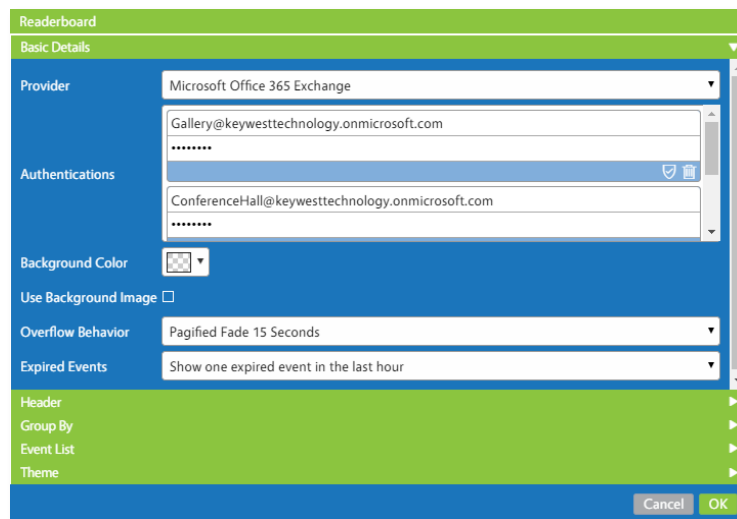 Readerboard
Basic Details
Provider
Microsoft Office 365 Exchange
Authentications
Gallery@keywesttechnology.onmicrosoft.com
••••••••
ConferenceHall@keywesttechnology.onmicrosoft.com
••••••••
Background Color
Use Background Image
Overflow Behavior
Pagified Fade 15 Seconds
Expired Events
Show one expired event in the last hour
Header
Group By
Event List
Theme
Cancel
OK